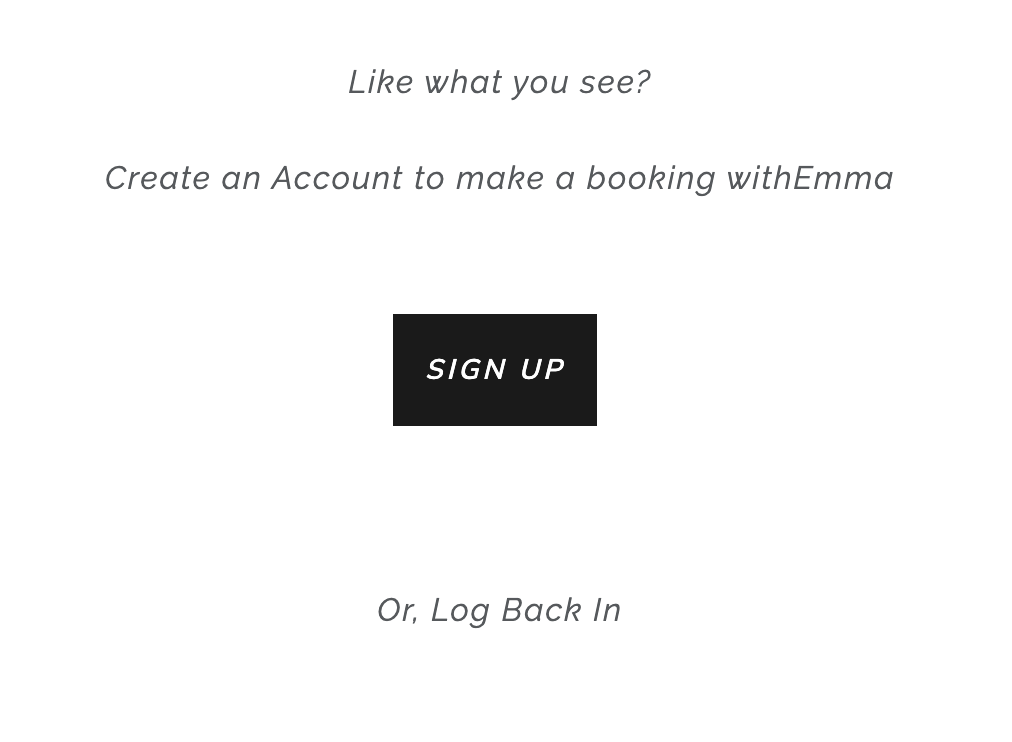 Like what you see?
Create an Account to make a booking withEmma
SIGN UP
Or, Log Back In